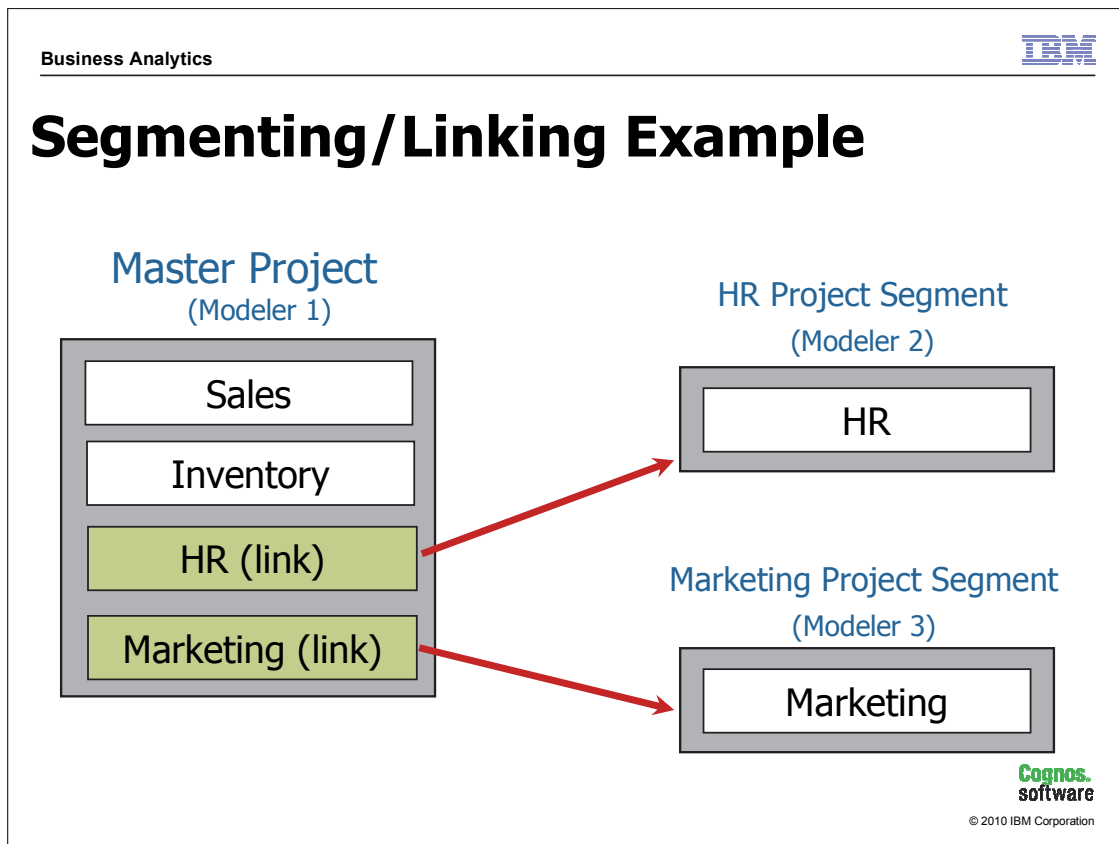 Business Analytics
IBM
Segmenting/Linking Example
Master Project
(Modeler 1)
Sales
Inventory
HR (link)
Marketing (link)
HR Project Segment
(Modeler 2)
HR
Marketing Project Segment
(Modeler 3)
Marketing
Cognos.
software
© 2010 IBM Corporation